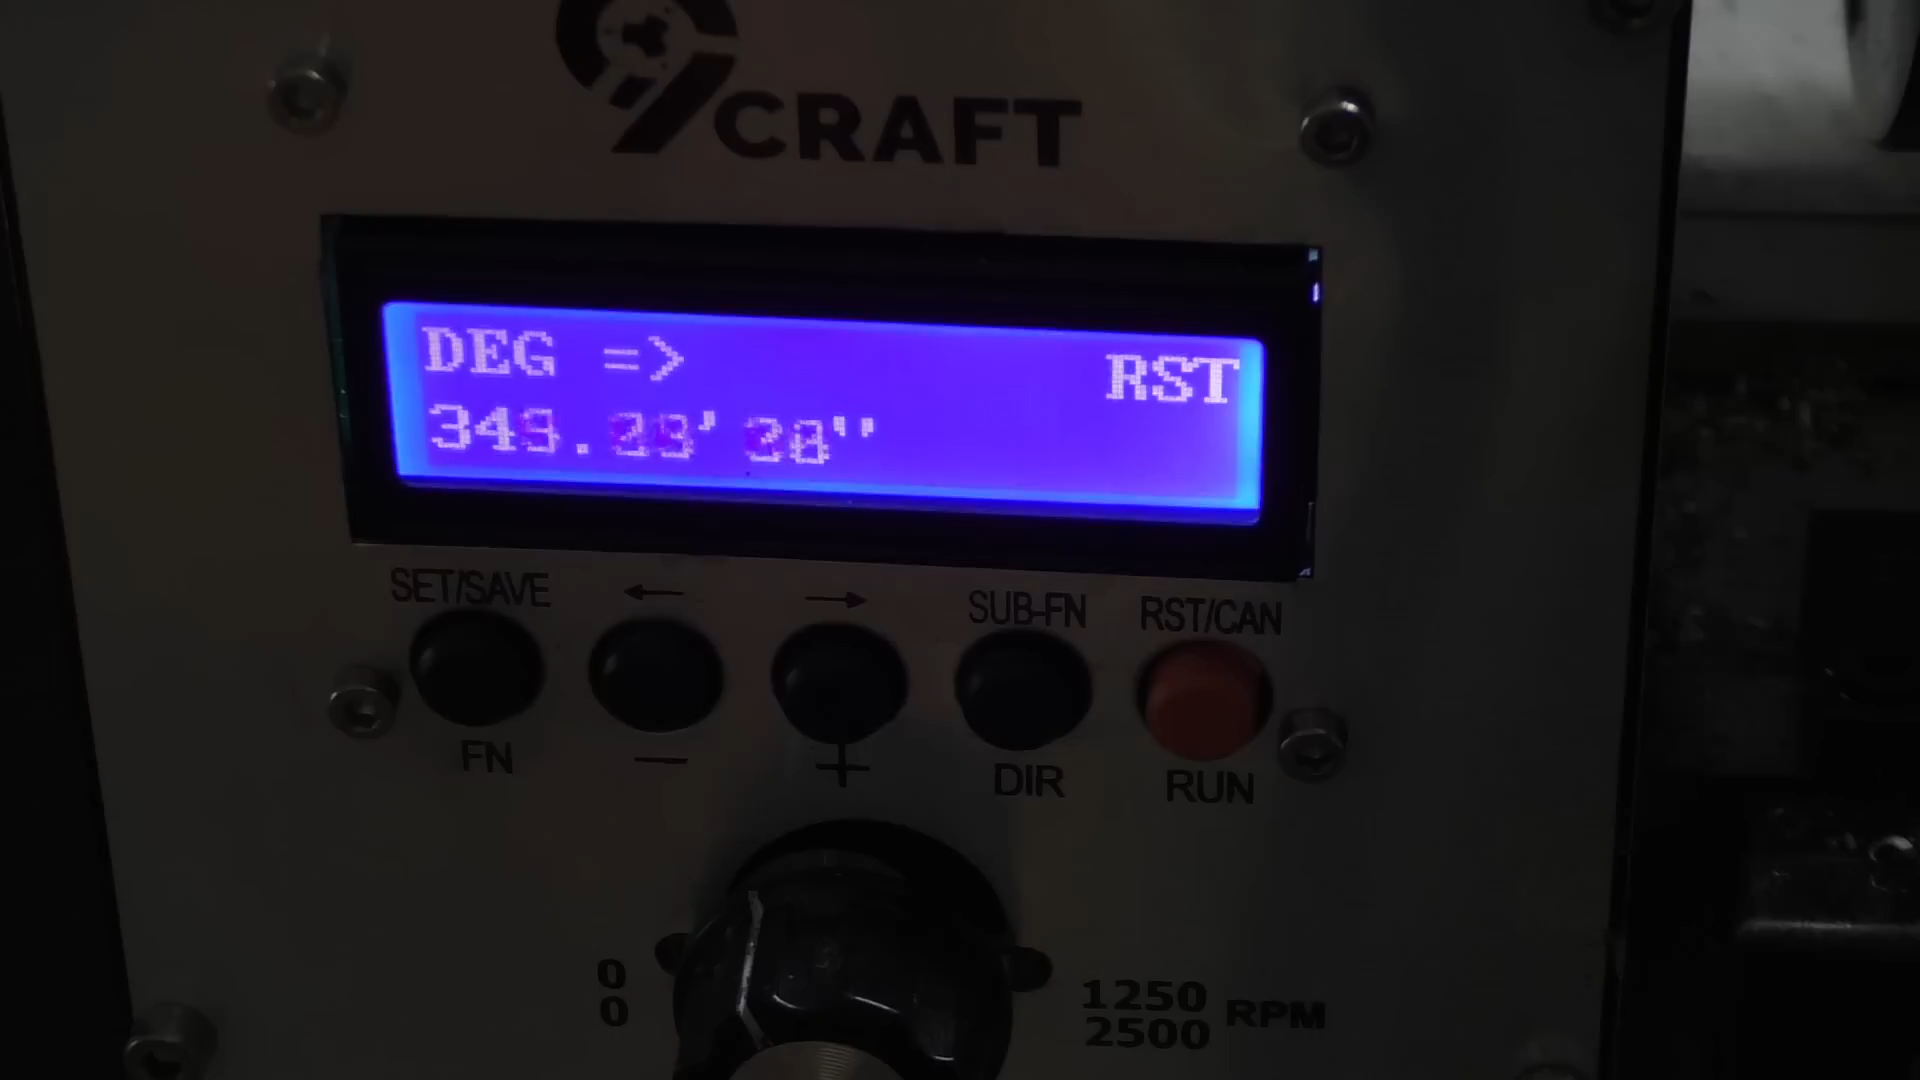 CRAFT
DEG => RST
SET/SAVE ← → SUB-FN RST/CAN
FN — + DIR RUN
0 1250 RPM
0 2500